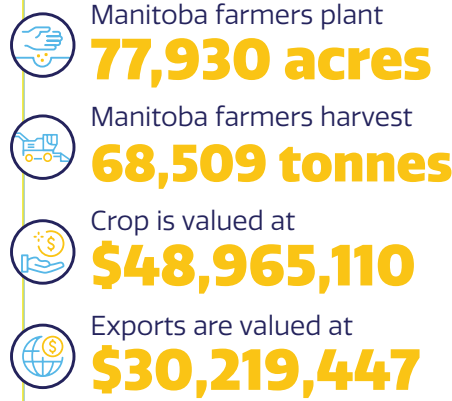 Manitoba farmers plant
77,930 acres
Manitoba farmers harvest
68,509 tonnes
Crop is valued at
$48,965,110
Exports are valued at
$30,219,447